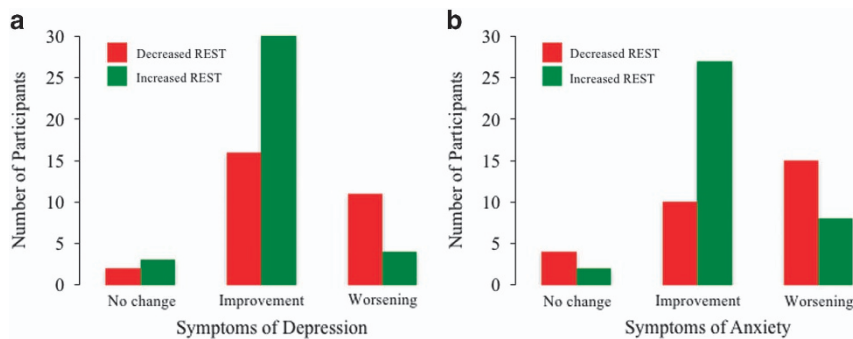 a
Number of Participants
30
25
20
15
10
5
0
Decreased REST
Increased REST
No change
Improvement
Worsening
Symptoms of Depression
b
Number of Participants
30
25
20
15
10
5
0
Decreased REST
Increased REST
No change
Improvement
Worsening
Symptoms of Anxiety